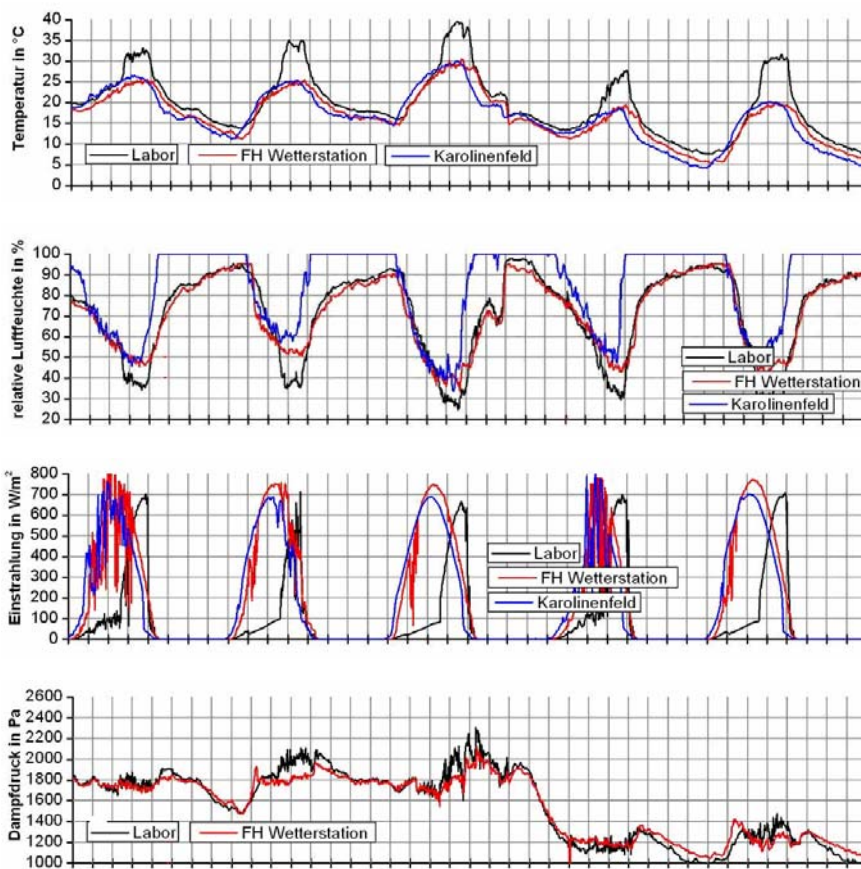 Temperatur in °C
40
35
30
25
20
15
10
5
0
Labor
FH Wetterstation
Karolinenfeld
relative Luftfeuchte in %
100
90
80
70
60
50
40
30
20
Labor
FH Wetterstation
Karolinenfeld
Einstrahlung in W/m²
800
700
600
500
400
300
200
100
0
Labor
FH Wetterstation
Karolinenfeld
Dampfdruck in Pa
2600
2400
2200
2000
1800
1600
1400
1200
1000
Labor
FH Wetterstation